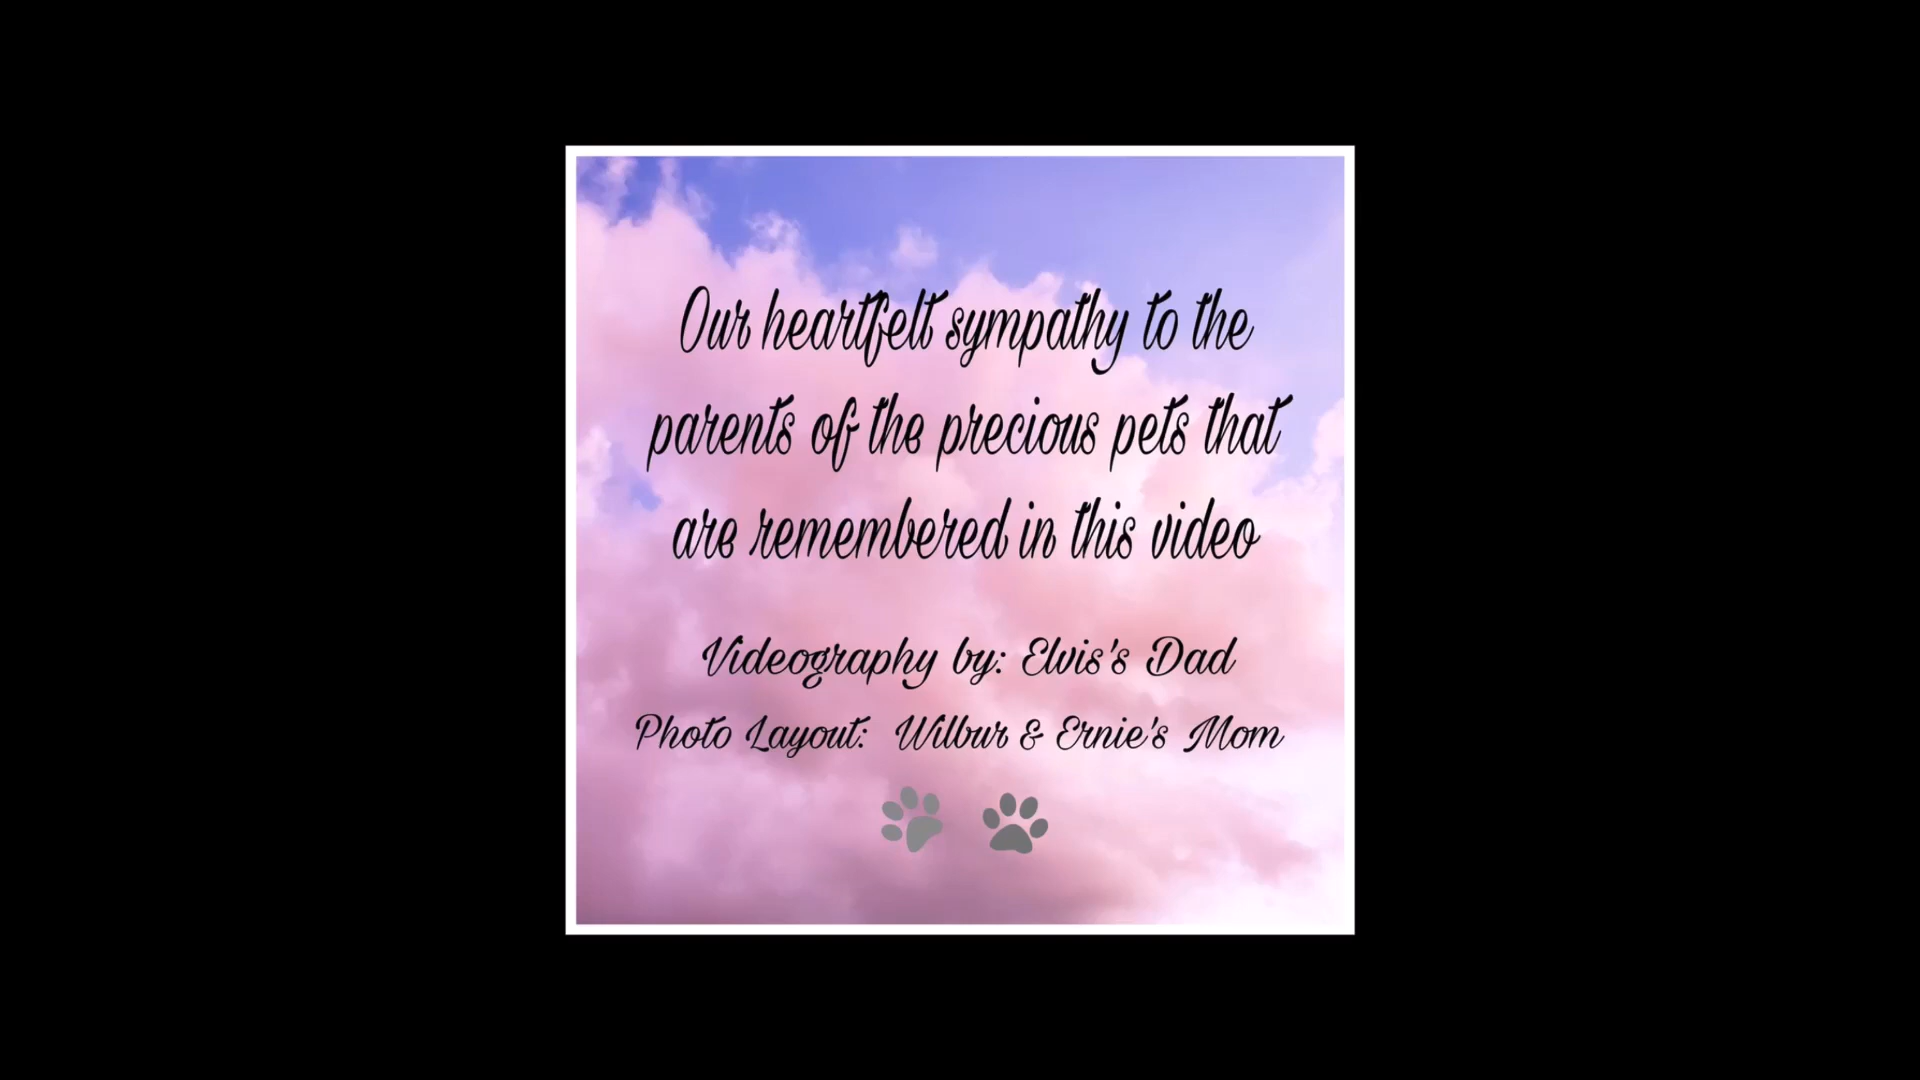 Our heartfelt sympathy to the
parents of the precious pets that
are remembered in this video
Videography by: Elvis's Dad
Photo Layout: Wilbur & Ernie's Mom